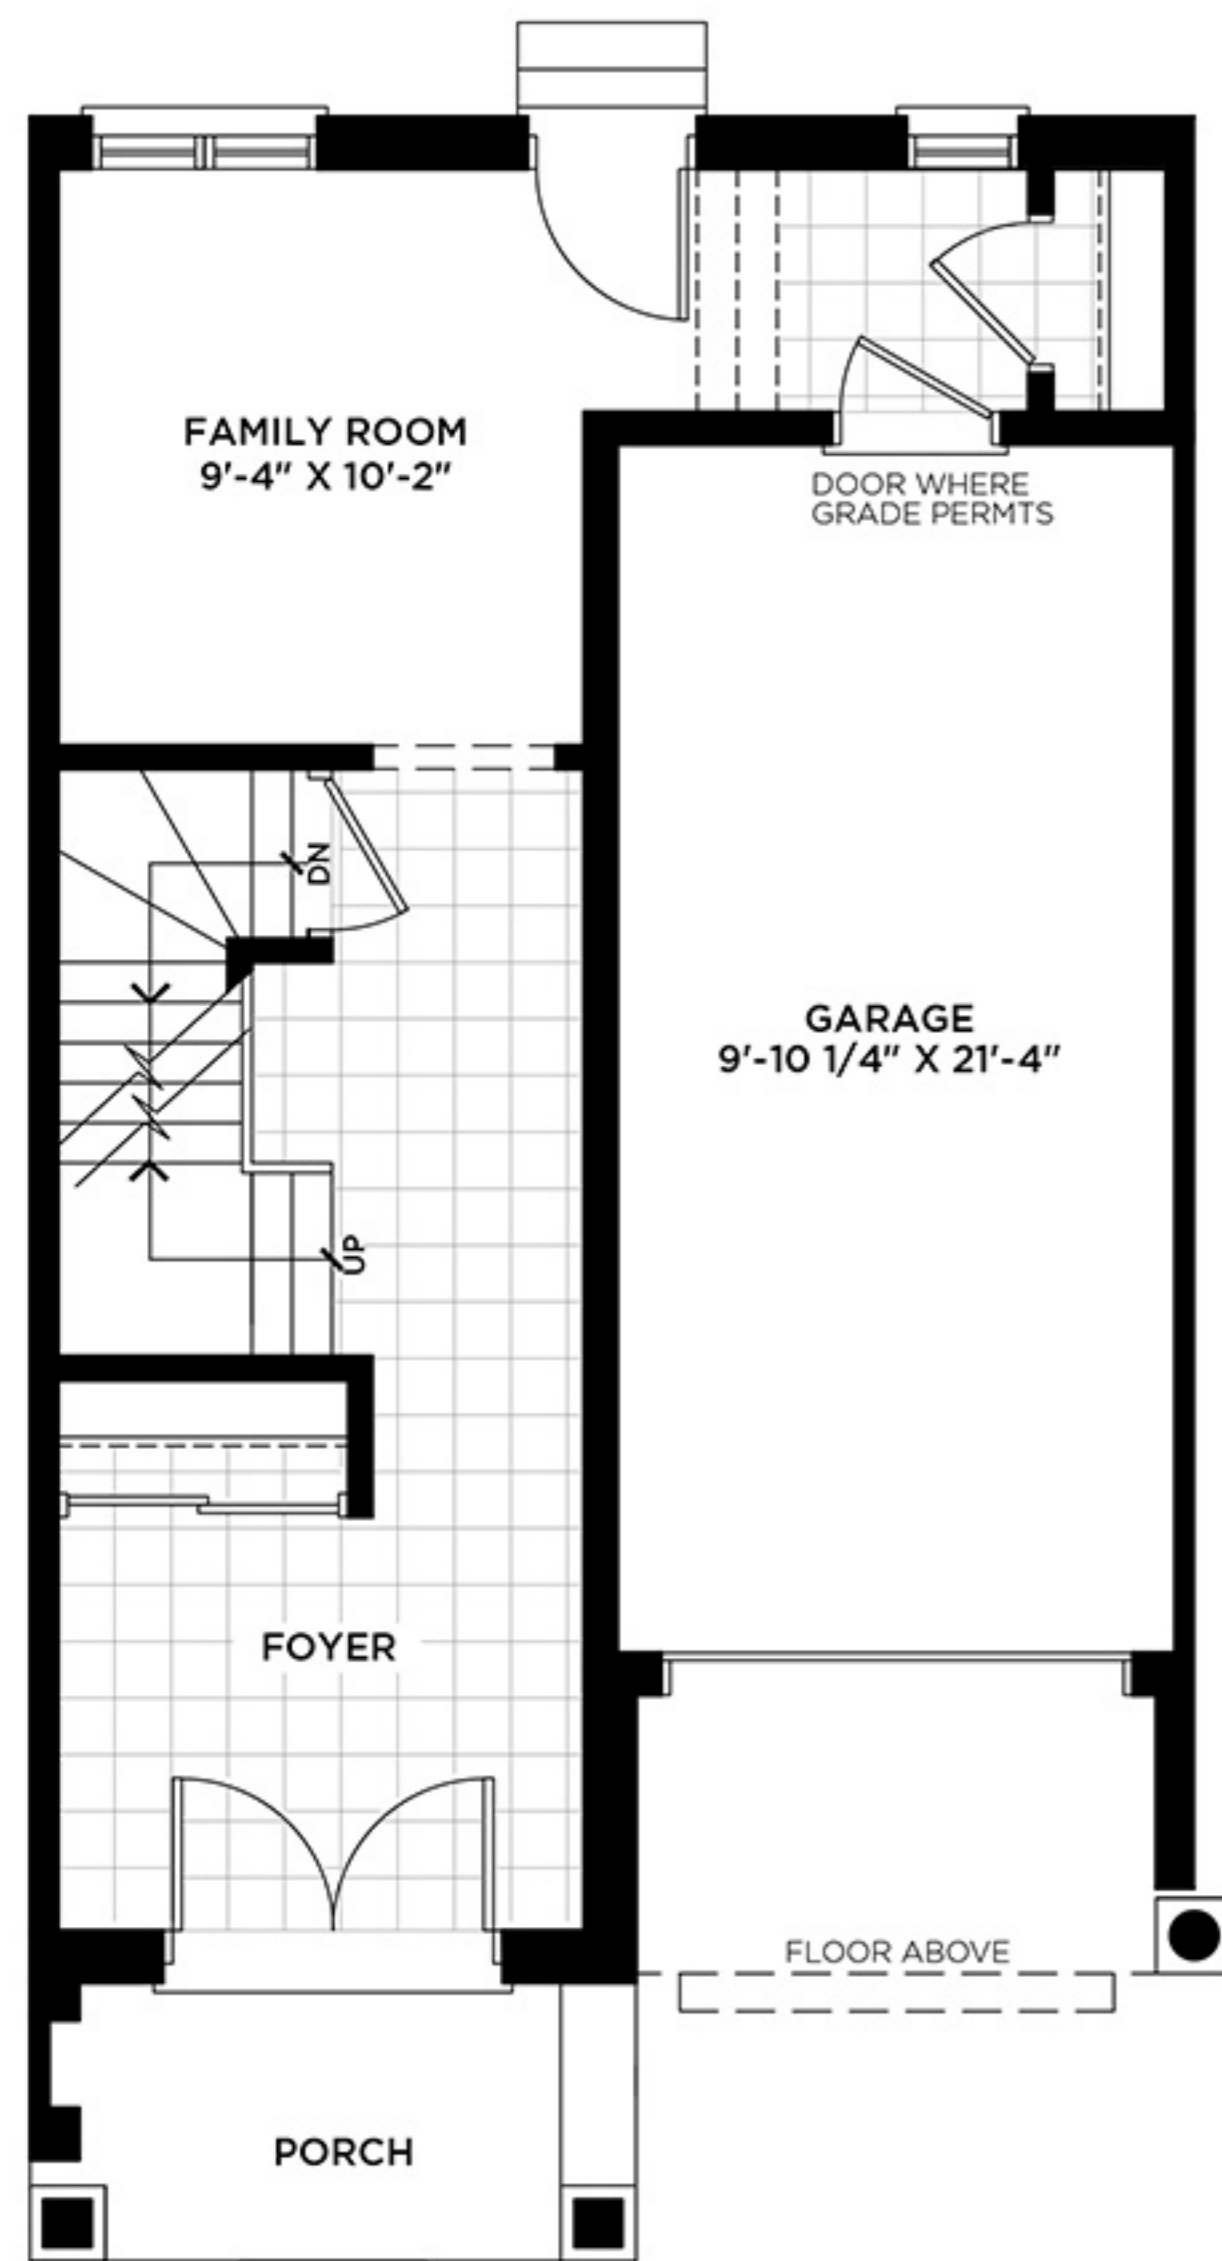 FAMILY ROOM
9'-4" X 10'-2"
DOOR WHERE
GRADE PERMTS
DN
GARAGE
9'-10 1/4" X 21'-4"
UP
FOYER
FLOOR ABOVE
PORCH